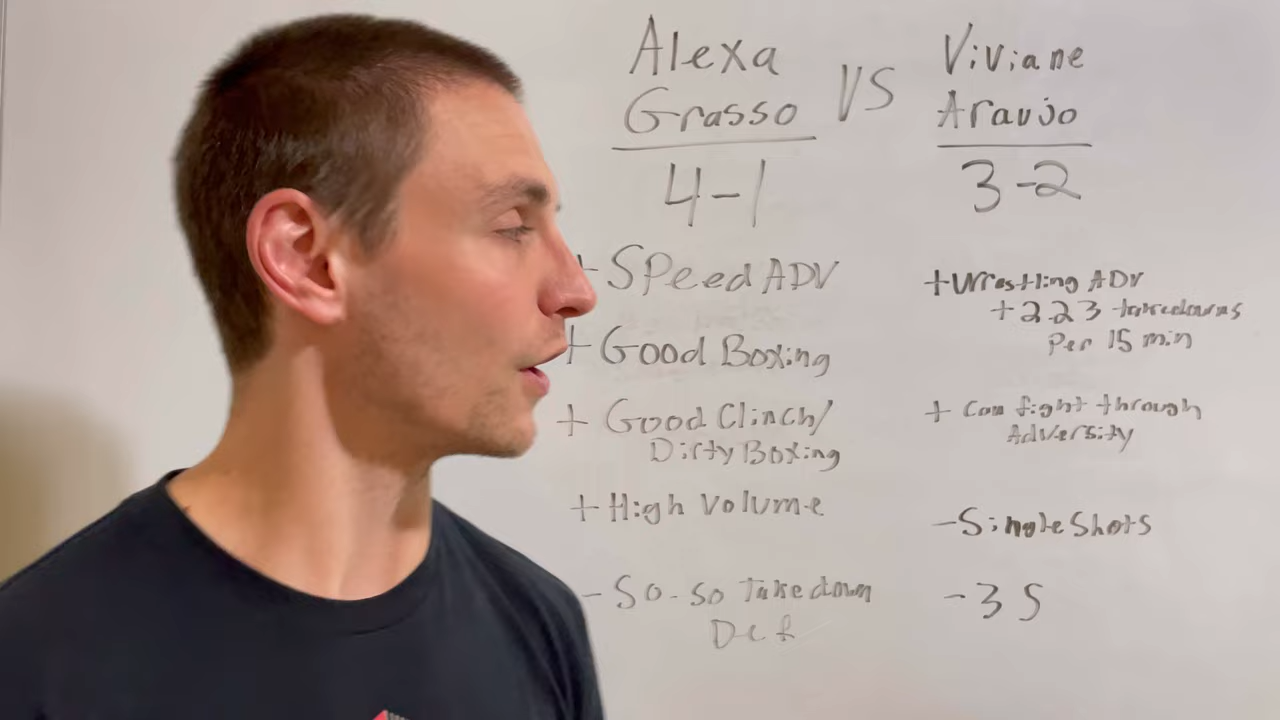 Alexa
Grasso
VS
Viviane
Araujo
4-1
3-2
+ Speed ADV
+ Good Boxing
+ Good Clinch/
Dirty Boxing
+ High Volume
- So-So Takedown
Def
+ Wrestling ADV
+ 2.23 takedowns
Per 15 min
+ Can fight through
Adversity
- Single Shots
- 3 S